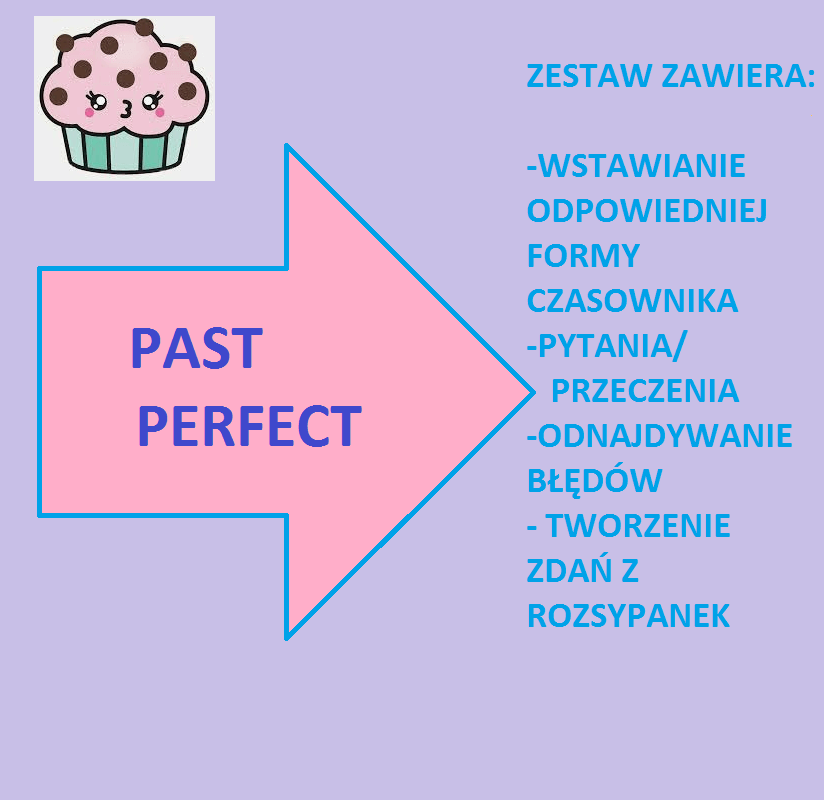 PAST
PERFECT
ZESTAW ZAWIERA:
-WSTAWIANIE
ODPOWIEDNIEJ
FORMY
CZASOWNIKA
-PYTANIA/
PRZECZENIA
-ODNAJDYWANIE
BŁĘDÓW
- TWORZENIE
ZDAŃ Z
ROZSYPANEK